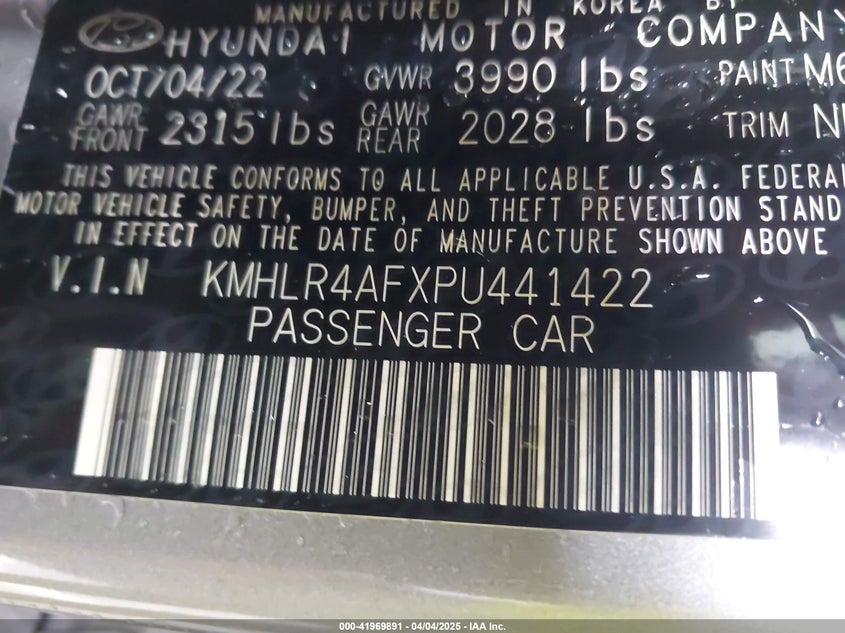 MANUFACTURED IN KOREA BY
HYUNDAI MOTOR COMPANY
OCT/04/22 GVWR 3990 lbs PAINT M6
GAWR FRONT 2315 lbs GAWR REAR 2028 lbs TRIM
THIS VEHICLE CONFORMS TO ALL APPLICABLE U.S.A. FEDERAL
MOTOR VEHICLE SAFETY, BUMPER, AND THEFT PREVENTION STAND
IN EFFECT ON THE DATE OF MANUFACTURE SHOWN ABOVE
V.I.N KMHLR4AFXPU441422
PASSENGER CAR
000-41969891 - 04/04/2025 - IAA Inc.